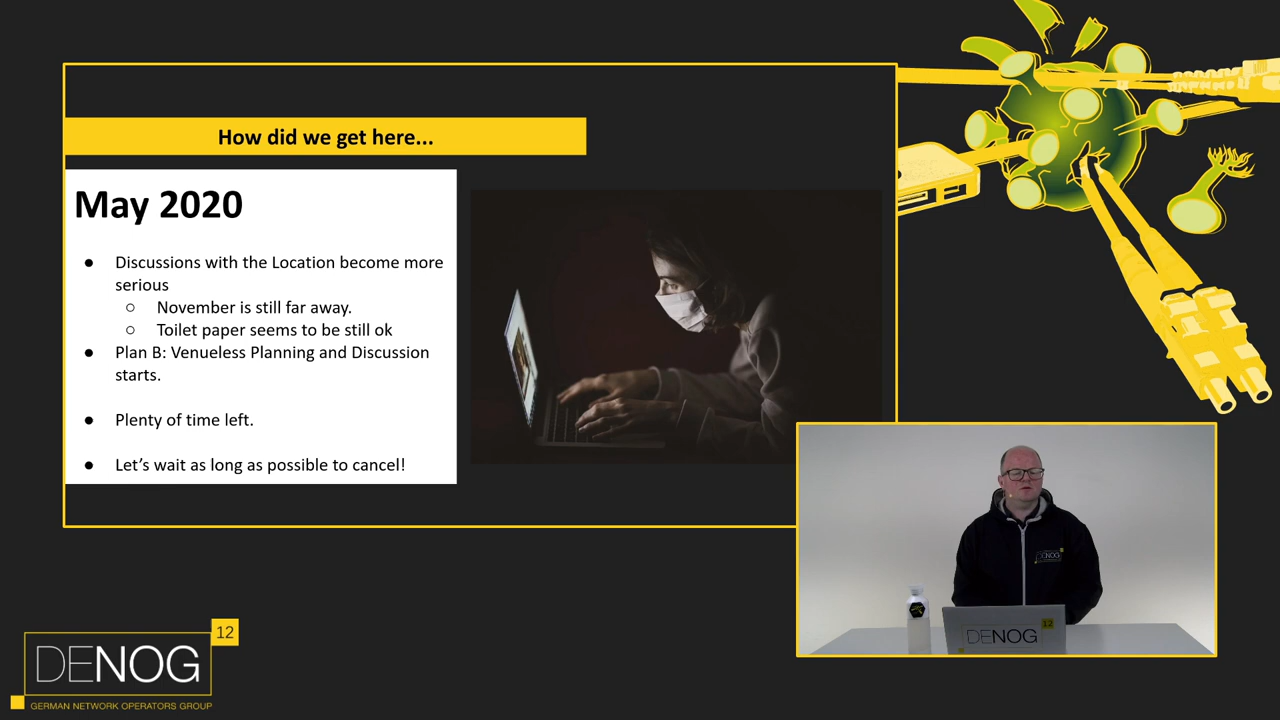 How did we get here...
May 2020
● Discussions with the Location become more
serious
○ November is still far away.
○ Toilet paper seems to be still ok
● Plan B: Venueless Planning and Discussion
starts.
● Plenty of time left.
● Let's wait as long as possible to cancel!
DENOG
DENOG
12
12
DENOG
GERMAN NETWORK OPERATORS GROUP